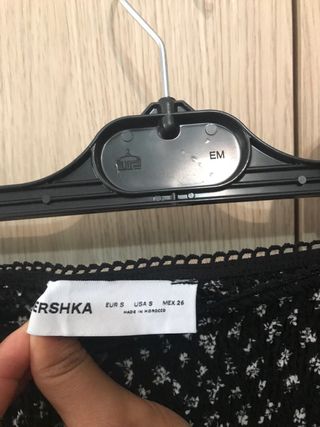 EM
ERSHKA
EUR S USA S MEX 26
MADE IN MOROCCO